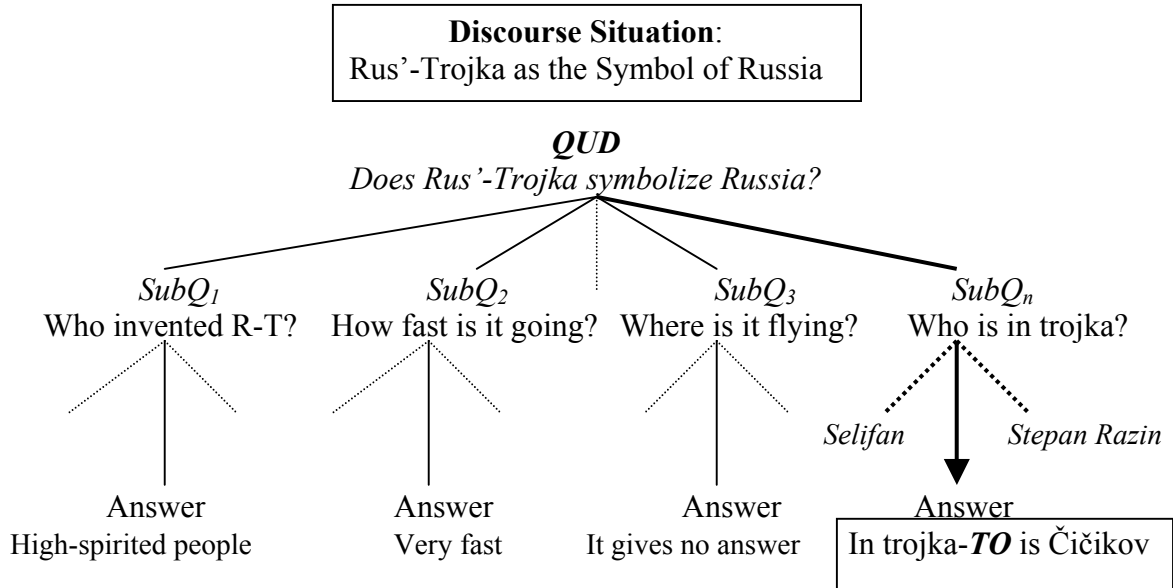 Discourse Situation:
Rus’-Trojka as the Symbol of Russia
QUD
Does Rus’-Trojka symbolize Russia?
SubQ1
Who invented R-T?
SubQ2
How fast is it going?
SubQ3
Where is it flying?
SubQn
Who is in trojka?
Selifan
Stepan Razin
Answer
High-spirited people
Answer
Very fast
Answer
It gives no answer
Answer
In trojka-TO is Čičikov